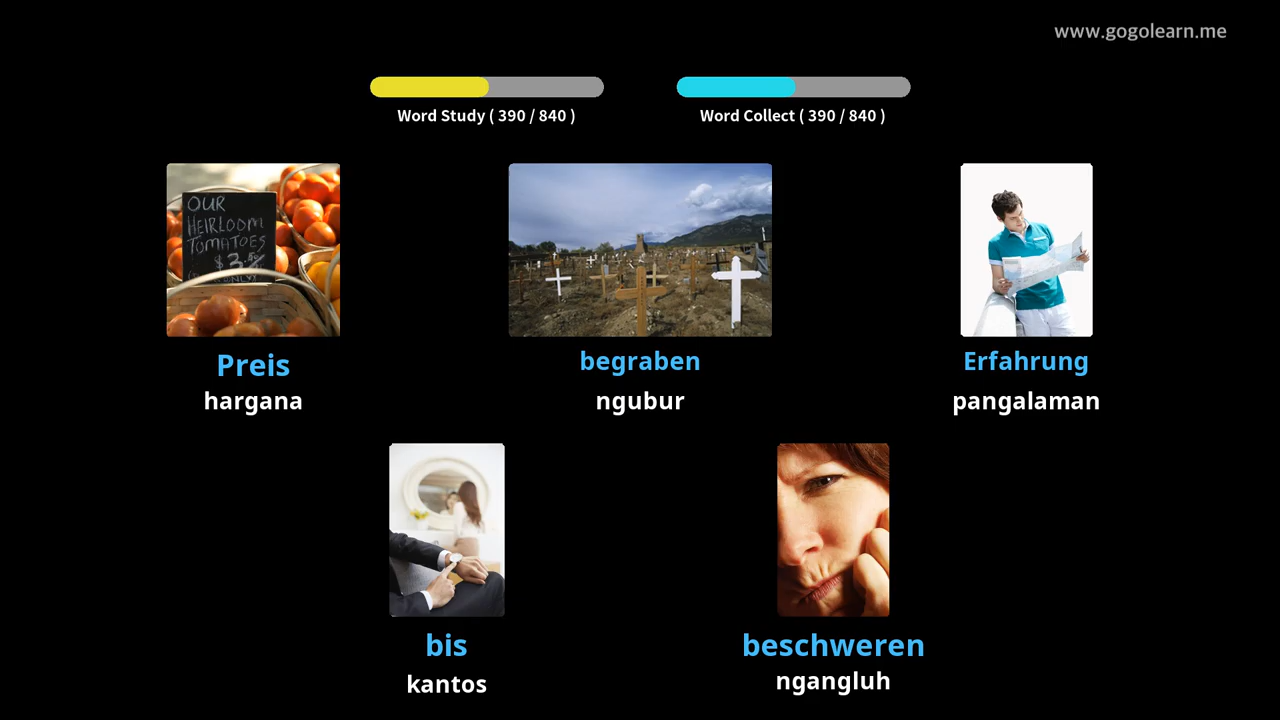 www.gogolearn.me
Word Study ( 390 / 840 )
Word Collect ( 390 / 840 )
OUR
HEIRLOOM
TOMATOES
Preis
hargana
begraben
ngubur
Erfahrung
pangalaman
bis
kantos
beschweren
ngangluh